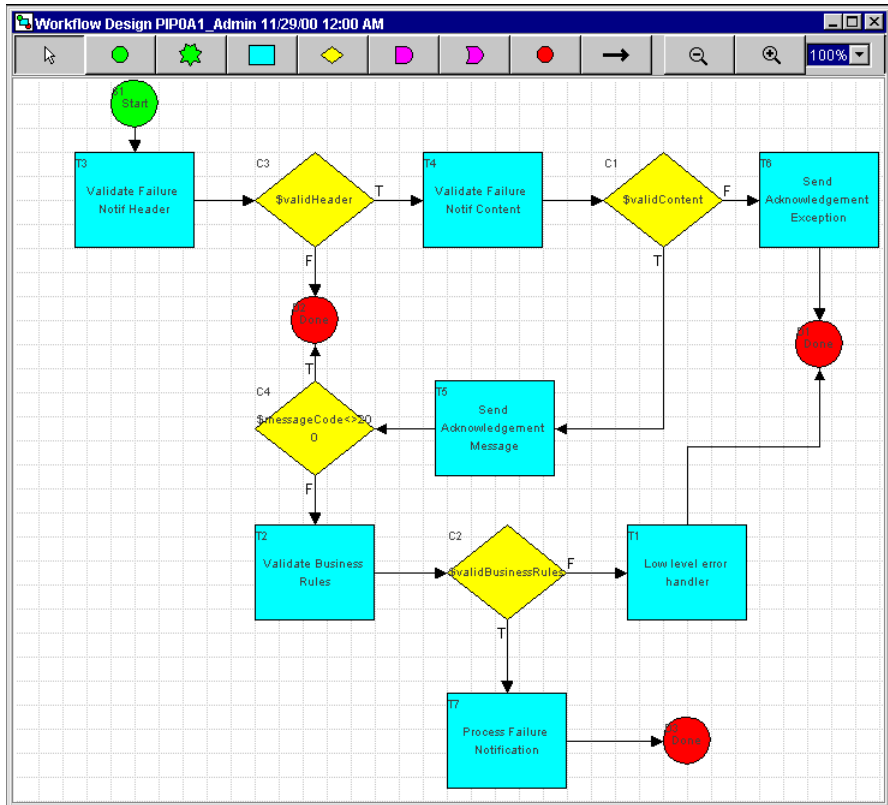 Workflow Design PIP0A1_Admin 11/29/00 12:00 AM
100%
Start
T3
Validate Failure
Notif Header
C3
$validHeader
T
F
T4
Validate Failure
Notif Content
C1
$validContent
F
T
T6
Send
Acknowledgement
Exception
Done
Done
T
C4
$messageCode<>20
0
F
T5
Send
Acknowledgement
Message
T2
Validate Business
Rules
C2
$validBusinessRules
F
T
T1
Low level error
handler
T7
Process Failure
Notification
Done